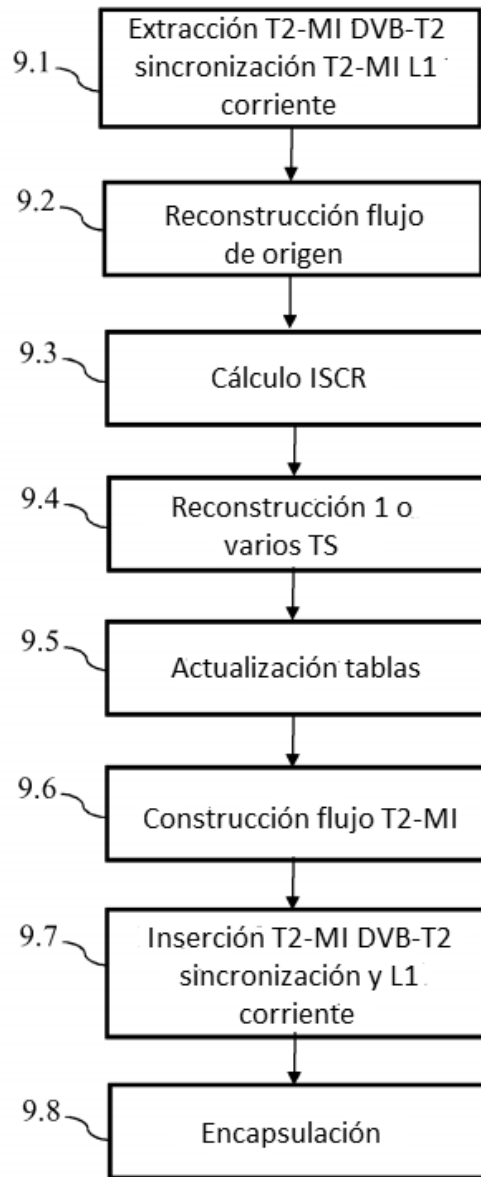 9.1
Extracción T2-MI DVB-T2
sincronización T2-MI L1
corriente
9.2
Reconstrucción flujo
de origen
9.3
Cálculo ISCR
9.4
Reconstrucción 1 o
varios TS
9.5
Actualización tablas
9.6
Construcción flujo T2-MI
9.7
Inserción T2-MI DVB-T2
sincronización y L1
corriente
9.8
Encapsulación